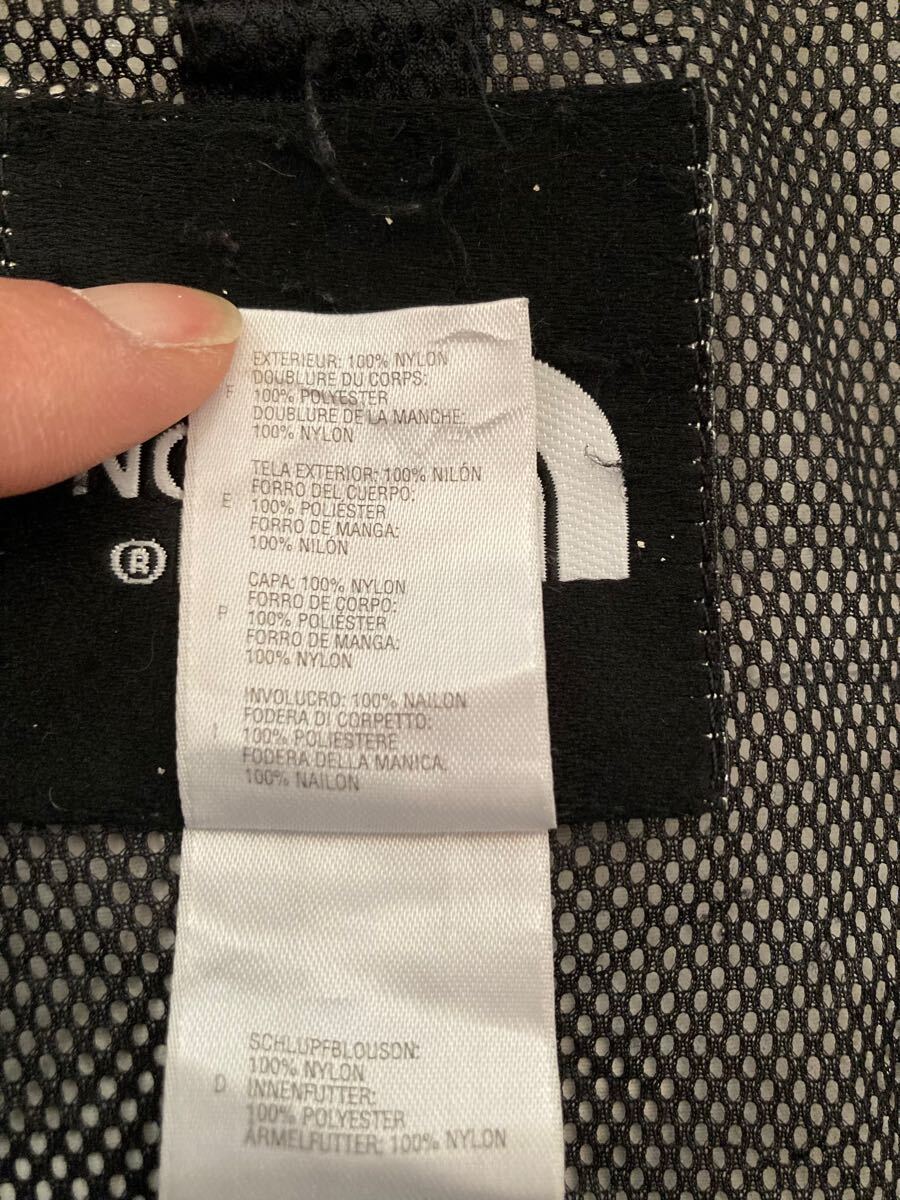 NO
®
F
EXTERIEUR: 100% NYLON
DOUBLURE DU CORPS:
100% POLYESTER
DOUBLURE DE LA MANCHE:
100% NYLON
E
TELA EXTERIOR: 100% NILÓN
FORRO DEL CUERPO:
100% POLIESTER
FORRO DE MANGA:
100% NILÓN
P
CAPA: 100% NYLON
FORRO DE CORPO:
100% POLIÉSTER
FORRO DE MANGA:
100% NYLON
I
INVOLUCRO: 100% NAILON
FODERA DI CORPETTO:
100% POLIESTERE
FODERA DELLA MANICA.
100% NAILON
D
SCHLUPFBLOUSON:
100% NYLON
INNENFUTTER:
100% POLYESTER
ÄRMELFUTTER: 100% NYLON